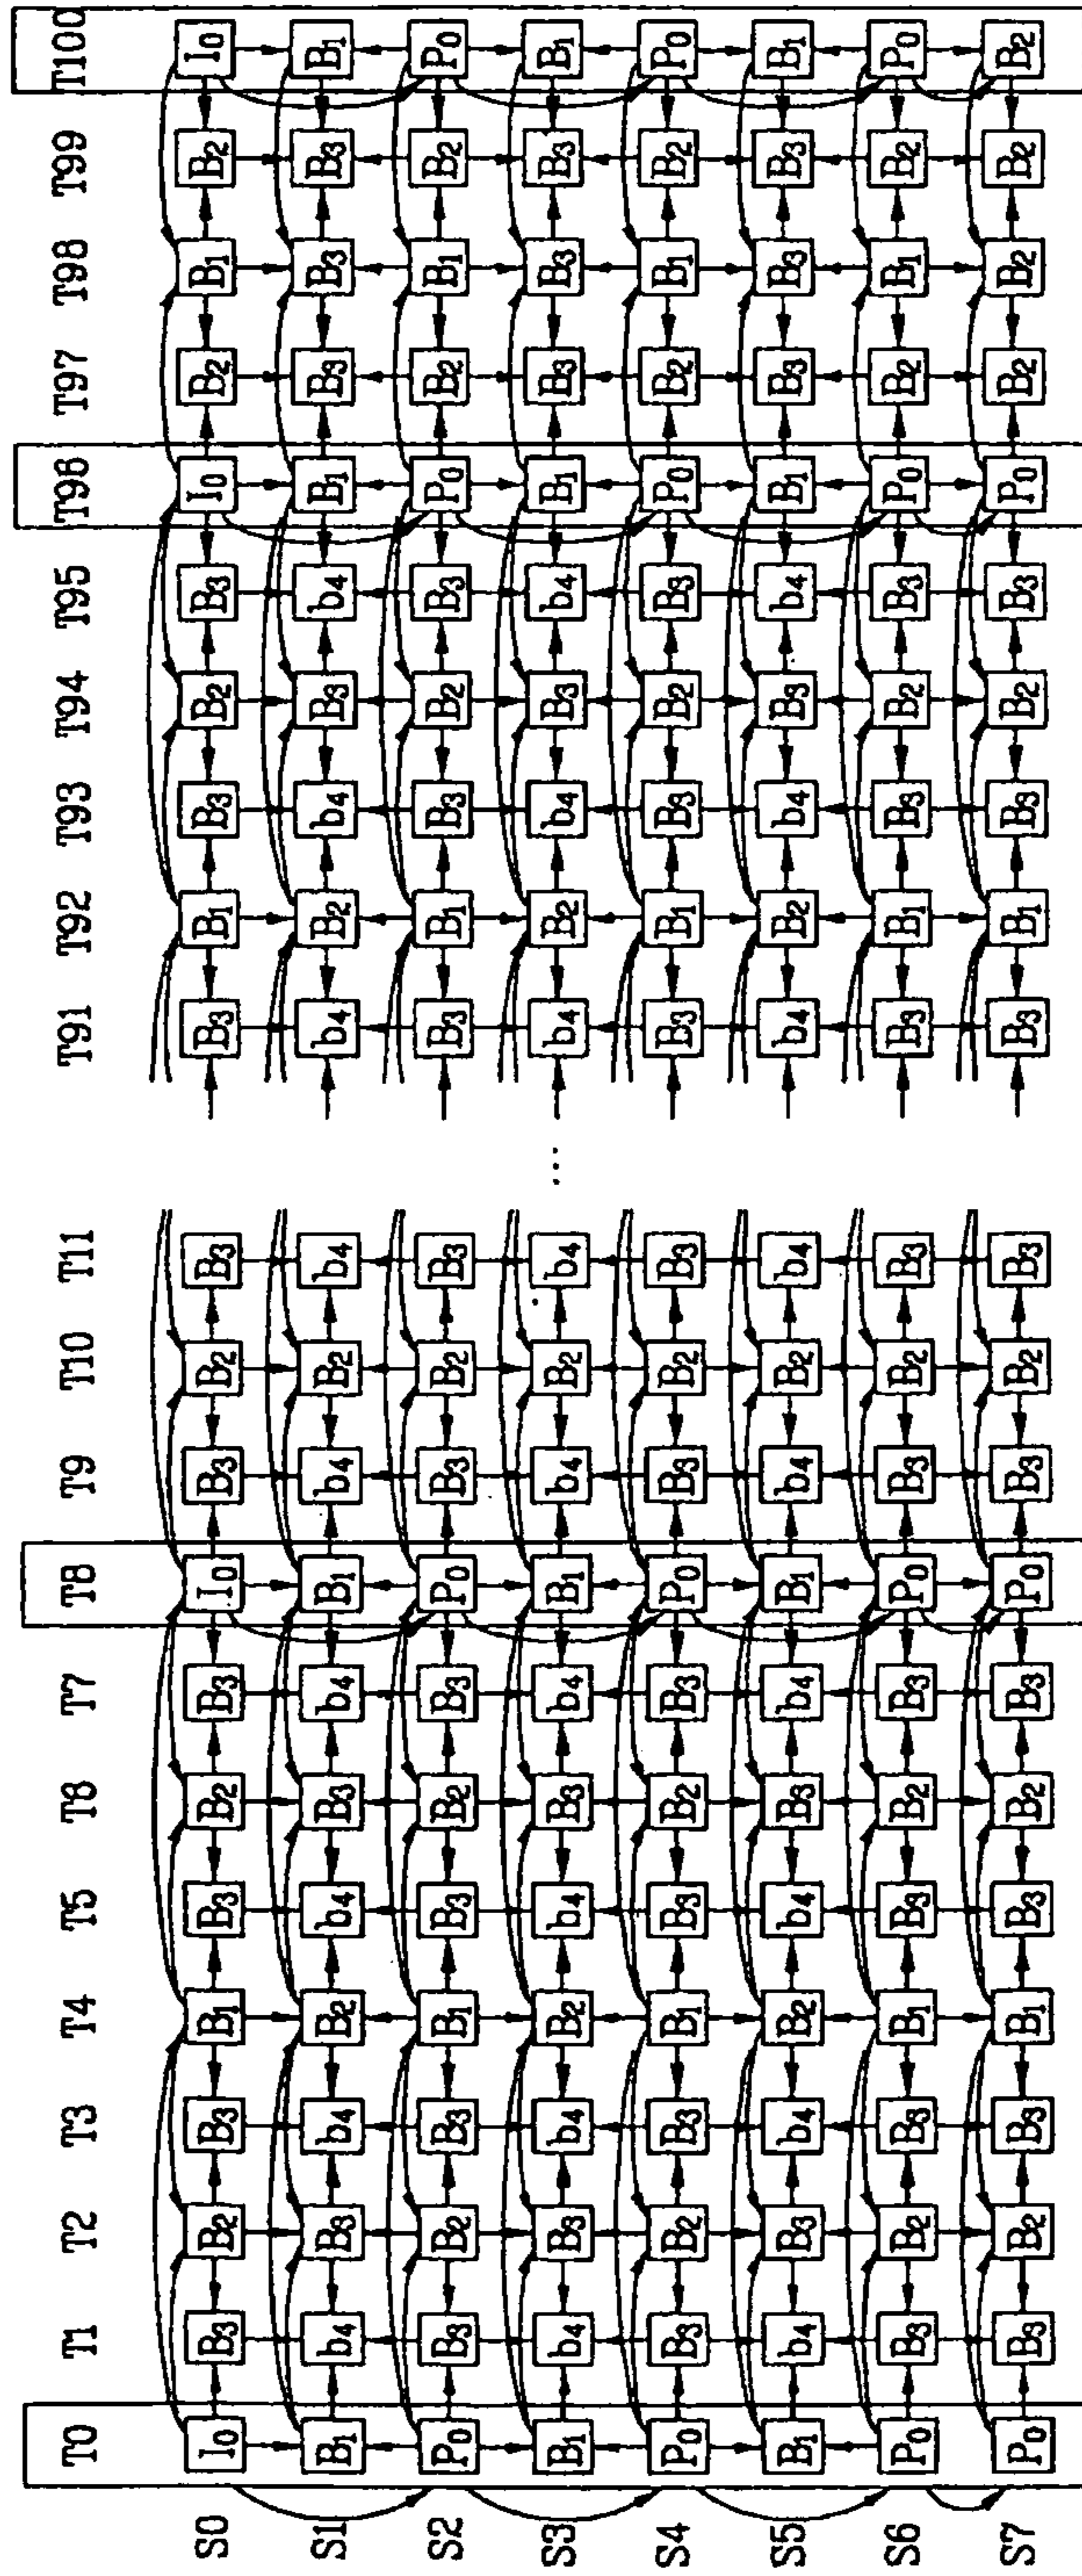 T0 T1 T2 T3 T4 T5 T8 T7 T8 T9 T10 T11 T91 T92 T93 T94 T95 T98 T97 T98 T99 T100
S0 I0 B3 B2 B3 B1 B3 B2 B3 I0 B3 B2 B3 B3 B1 B3 B2 B3 I0 B2 B1 B2 I0
S1 B1 b4 B3 b4 B2 b4 B3 b4 B1 b4 B2 b4 b4 B2 b4 B3 b4 B1 B3 B3 B3 B1
S2 P0 B3 B2 B3 B1 B3 B2 B3 P0 B3 B2 B3 B3 B1 B3 B2 B3 P0 B2 B1 B2 P0
S3 B1 b4 B3 b4 B2 b4 B3 b4 B1 b4 B2 b4 ... b4 B2 b4 B3 b4 B1 B3 B3 B3 B1
S4 P0 B3 B2 B3 B1 B3 B2 B3 P0 B3 B2 B3 B3 B1 B3 B2 B3 P0 B2 B1 B2 P0
S5 B1 b4 B3 b4 B2 b4 B3 b4 B1 b4 B2 b4 b4 B2 b4 B3 b4 B1 B3 B3 B3 B1
S6 P0 B3 B2 B3 B1 B3 B2 B3 P0 B3 B2 B3 B3 B1 B3 B2 B3 P0 B2 B1 B2 P0
S7 P0 B3 B2 B3 B1 B3 B2 B3 P0 B3 B2 B3 B3 B1 B3 B2 B3 P0 B2 B2 B2 B2